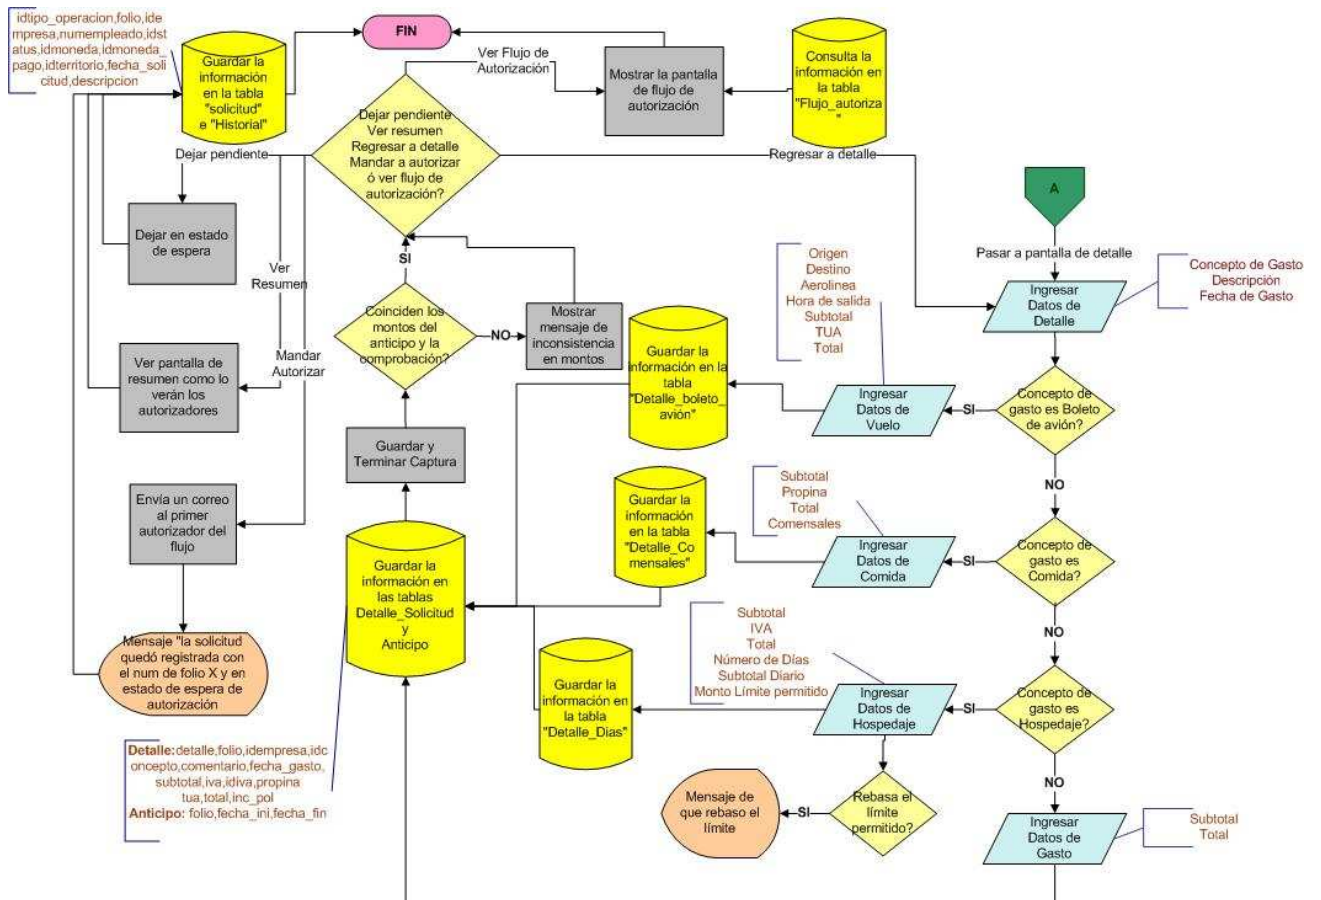 idtipo_operacion,folio,ide
mpresa,numempleado,idst
atus,idmoneda,idmoneda_
pago,idterritorio,fecha_soli
citud,descripcion
Guardar la
información
en la tabla
"solicitud"
e "Historial"
FIN
Ver Flujo de
Autorización
Mostrar la pantalla
de flujo de
autorización
Consulta la
información en
la tabla
"Flujo_autoriza
"
Dejar pendiente
Ver resumen
Regresar a detalle
Mandar a autorizar
ó ver flujo de
autorización?
Dejar pendiente
Regresar a detalle
A
Dejar en estado
de espera
Ver
Resumen
SI
Pasar a pantalla de detalle
Origen
Destino
Aerolinea
Hora de salida
Subtotal
TUA
Total
Ingresar
Datos de
Detalle
Concepto de Gasto
Descripción
Fecha de Gasto
Coinciden los
montos del
anticipo y la
comprobación?
NO
Mostrar
mensaje de
inconsistencia
en montos
Mandar
Autorizar
Ver pantalla de
resumen como lo
verán los
autorizadores
Guardar la
información en la
tabla
"Detalle_boleto_
avión"
Ingresar
Datos de
Vuelo
SI
Concepto de
gasto es Boleto
de avión?
Guardar y
Terminar Captura
NO
Subtotal
Propina
Total
Comensales
Envía un correo
al primer
autorizador del
flujo
Guardar la
información
en la tabla
"Detalle_Co
mensales"
Ingresar
Datos de
Comida
SI
Concepto de
gasto es
Comida?
Guardar la
información en
las tablas
Detalle_Solicitud
y
Anticipo
NO
Subtotal
IVA
Total
Número de Días
Subtotal Diario
Monto Límite permitido
Mensaje "la solicitud
quedó registrada con
el num de folio X y en
estado de espera de
autorización
Guardar la
información en
la tabla
"Detalle_Dias"
Ingresar
Datos de
Hospedaje
SI
Concepto de
gasto es
Hospedaje?
Detalle:detalle,folio,idempresa,idc
oncepto,comentario,fecha_gasto,
subtotal,iva,idiva,propina
tua,total,inc_pol
Anticipo: folio,fecha_ini,fecha_fin
NO
Mensaje de
que rebaso el
límite
SI
Rebasa el
límite
permitido?
Ingresar
Datos de
Gasto
Subtotal
Total